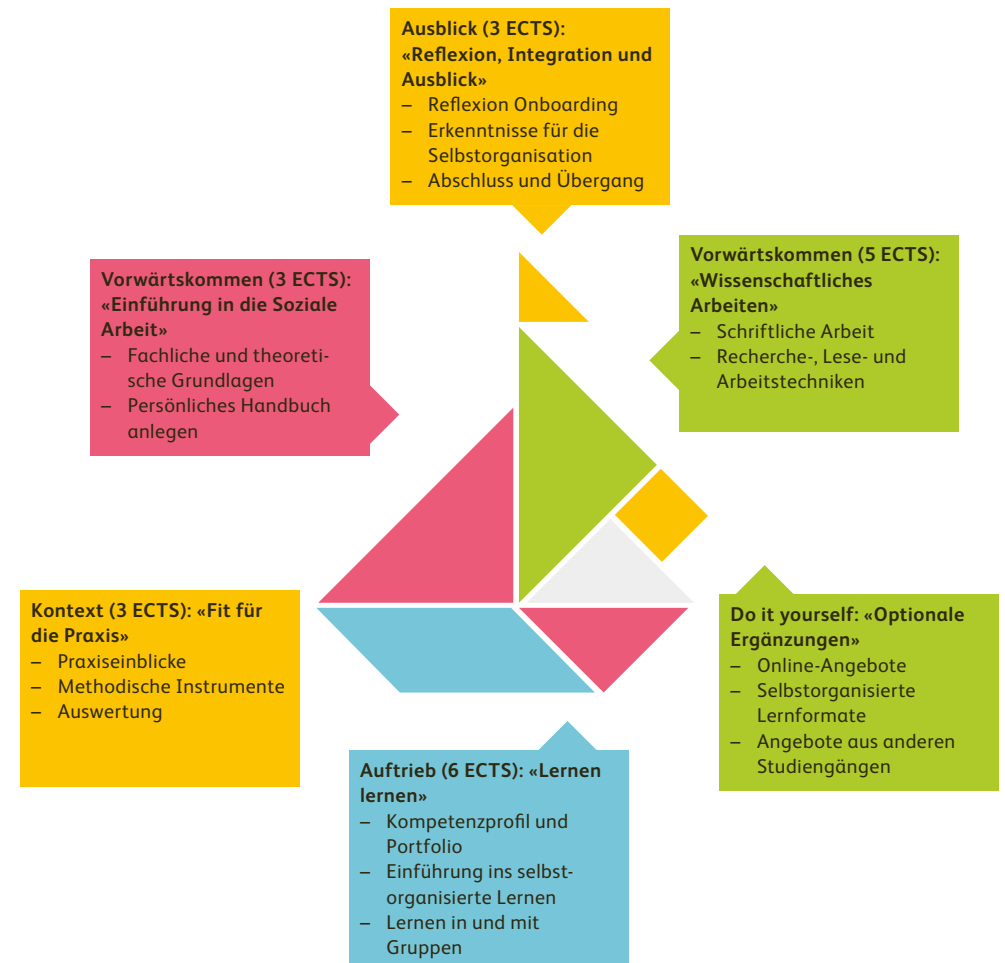 Ausblick (3 ECTS):
«Reflexion, Integration und
Ausblick»
– Reflexion Onboarding
– Erkenntnisse für die
Selbstorganisation
– Abschluss und Übergang
Vorwärtskommen (3 ECTS):
«Einführung in die Soziale
Arbeit»
– Fachliche und theoreti-
sche Grundlagen
– Persönliches Handbuch
anlegen
Vorwärtskommen (5 ECTS):
«Wissenschaftliches
Arbeiten»
– Schriftliche Arbeit
– Recherche-, Lese- und
Arbeitstechniken
Kontext (3 ECTS): «Fit für
die Praxis»
– Praxiseinblicke
– Methodische Instrumente
– Auswertung
Do it yourself: «Optionale
Ergänzungen»
– Online-Angebote
– Selbstorganisierte
Lernformate
– Angebote aus anderen
Studiengängen
Auftrieb (6 ECTS): «Lernen
lernen»
– Kompetenzprofil und
Portfolio
– Einführung ins selbst-
organisierte Lernen
– Lernen in und mit
Gruppen